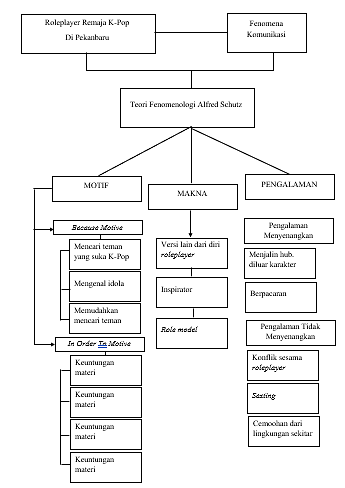 Roleplayer Remaja K-Pop
Di Pekanbaru
Fenomena
Komunikasi
Teori Fenomenologi Alfred Schutz
MOTIF
MAKNA
PENGALAMAN
Because Motive
Mencari teman
yang suka K-Pop
Mengenal idola
Memudahkan
mencari teman
In Order To Motive
Keuntungan
materi
Keuntungan
materi
Keuntungan
materi
Keuntungan
materi
Versi lain dari diri
roleplayer
Inspirator
Role model
Pengalaman
Menyenangkan
Menjalin hub.
diluar karakter
Berpacaran
Pengalaman Tidak
Menyenangkan
Konflik sesama
roleplayer
Sexting
Cemoohan dari
lingkungan sekitar